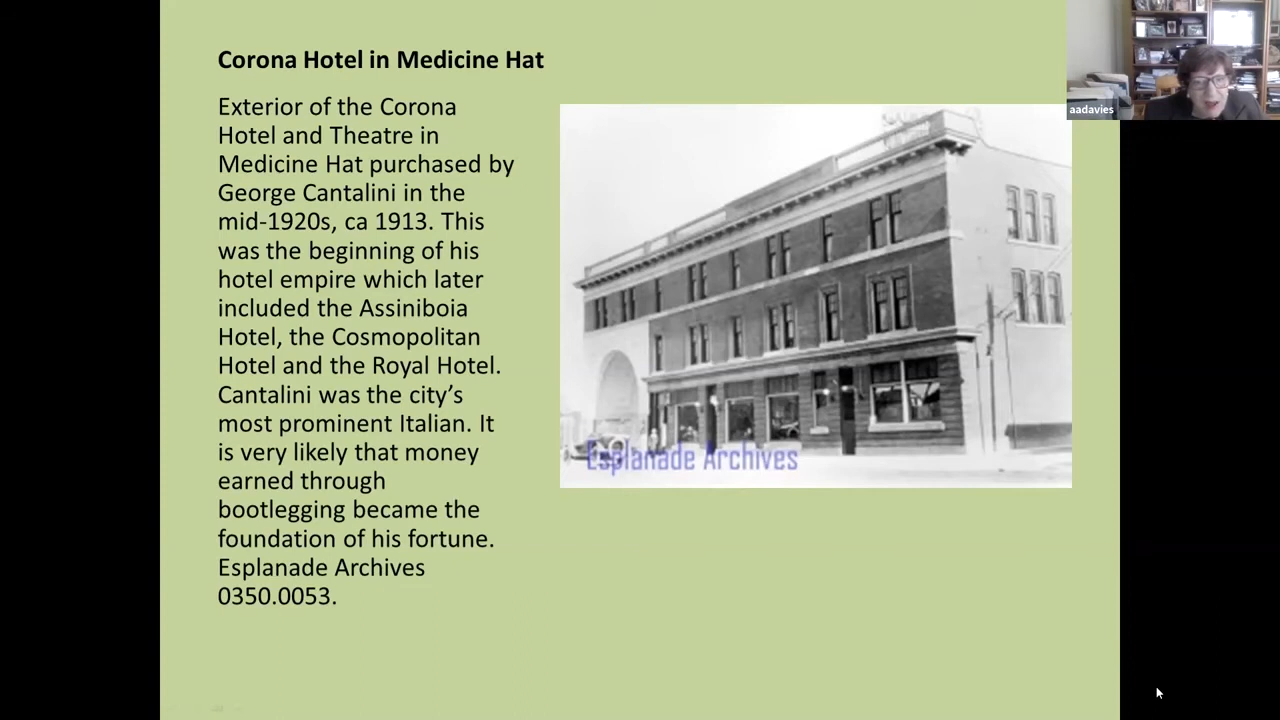 Corona Hotel in Medicine Hat
Exterior of the Corona
Hotel and Theatre in
Medicine Hat purchased by
George Cantalini in the
mid-1920s, ca 1913. This
was the beginning of his
hotel empire which later
included the Assiniboia
Hotel, the Cosmopolitan
Hotel and the Royal Hotel.
Cantalini was the city’s
most prominent Italian. It
is very likely that money
earned through
bootlegging became the
foundation of his fortune.
Esplanade Archives
0350.0053.
Esplanade Archives
aadavies